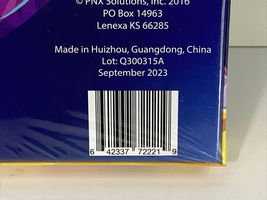 © PNX Solutions, Inc. 2016
PO Box 14963
Lenexa KS 66285
Made in Huizhou, Guangdong, China
Lot: Q300315A
September 2023
6 42337 72221 9